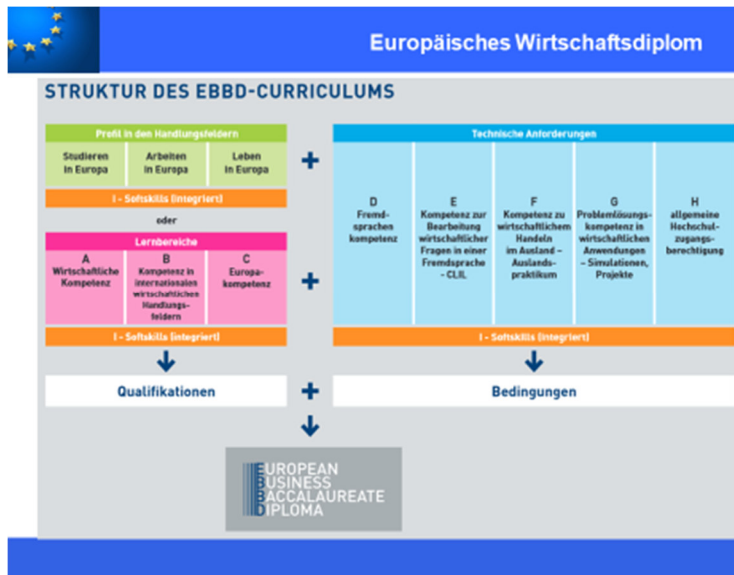 Europäisches Wirtschaftsdiplom
STRUKTUR DES EBBD-CURRICULUMS
Profil in den Handlungsfeldern
Studieren
in Europa
Arbeiten
in Europa
Leben
in Europa
I - Softskills (integriert)
oder
Lernbereiche
A
Wirtschaftliche
Kompetenz
B
Kompetenz in
internationalen
wirtschaftlichen
Handlungs-
feldern
C
Europa-
kompetenz
I - Softskills (integriert)
Qualifikationen
+
+
+
Technische Anforderungen
D
Fremd-
sprachen
kompetenz
E
Kompetenz zur
Bearbeitung
wirtschaftlicher
Fragen in einer
Fremdsprache
- CLIL
F
Kompetenz zu
wirtschaftlichem
Handeln
im Ausland –
Auslands-
praktikum
G
Problemlösungs-
kompetenz in
wirtschaftlichen
Anwendungen
– Simulationen,
Projekte
H
allgemeine
Hochschul-
zugangs-
berechtigung
I - Softskills (integriert)
Bedingungen
EUROPEAN
BUSINESS
BACCALAUREATE
DIPLOMA